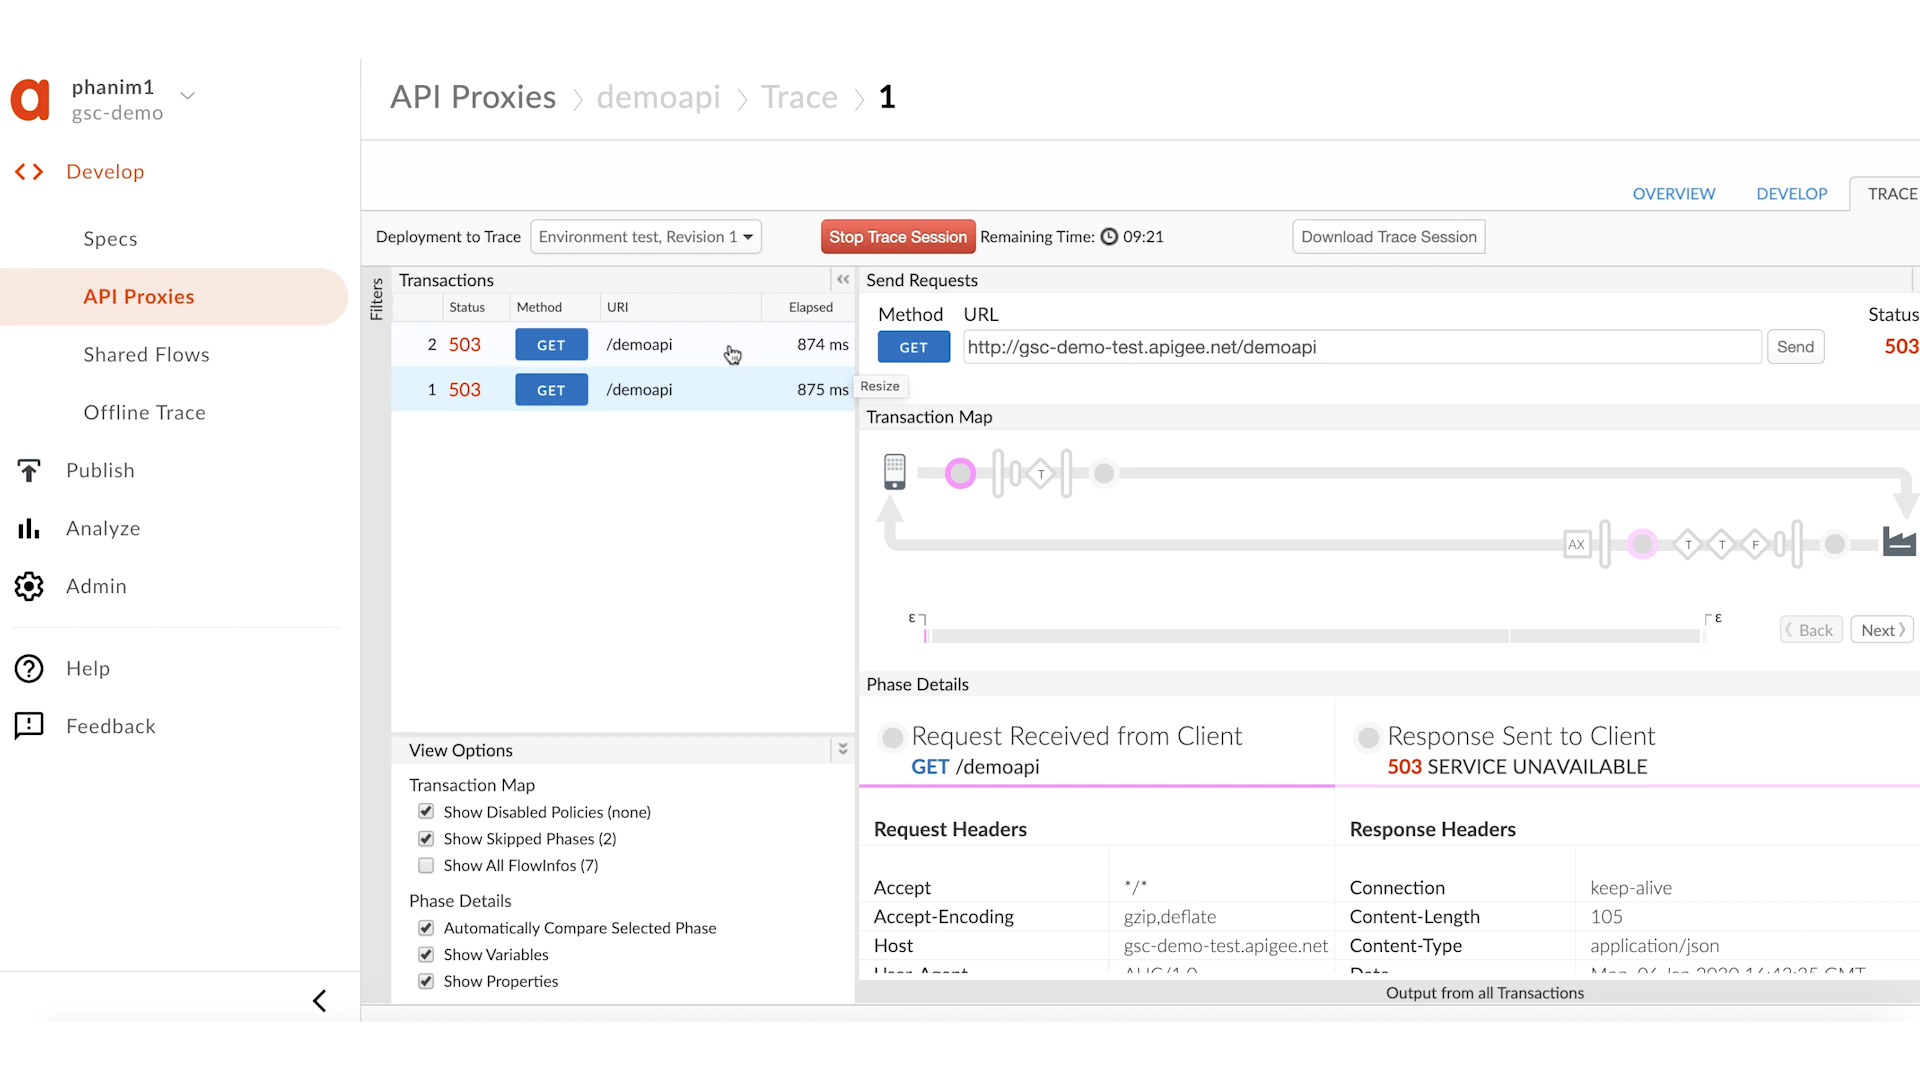 phanim1
gsc-demo
API Proxies > demoapi > Trace > 1
Develop
Specs
API Proxies
Shared Flows
Offline Trace
Publish
Analyze
Admin
Help
Feedback
OVERVIEW DEVELOP TRACE
Deployment to Trace Environment test, Revision 1 Stop Trace Session Remaining Time: 09:21 Download Trace Session
Filters
Transactions
Status Method URI Elapsed
2 503 GET /demoapi 874 ms
1 503 GET /demoapi 875 ms
Resize
Send Requests
Method URL Status
GET http://gsc-demo-test.apigee.net/demoapi Send 503
Transaction Map
T
AX T T F
ε ε
Back Next
View Options
Transaction Map
Show Disabled Policies (none)
Show Skipped Phases (2)
Show All FlowInfos (7)
Phase Details
Automatically Compare Selected Phase
Show Variables
Show Properties
Phase Details
Request Received from Client
GET /demoapi
Request Headers
Accept */*
Accept-Encoding gzip,deflate
Host gsc-demo-test.apigee.net
Response Sent to Client
503 SERVICE UNAVAILABLE
Response Headers
Connection keep-alive
Content-Length 105
Content-Type application/json
Output from all Transactions